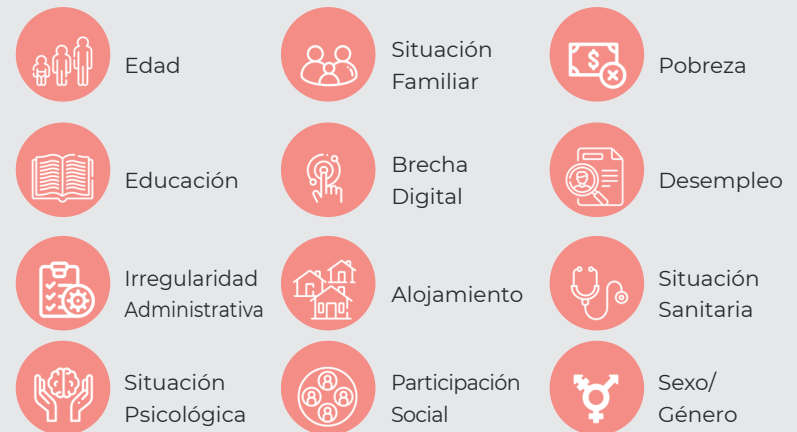 Edad
Situación
Familiar
Pobreza
Educación
Brecha
Digital
Desempleo
Irregularidad
Administrativa
Alojamiento
Situación
Sanitaria
Situación
Psicológica
Participación
Social
Sexo/
Género